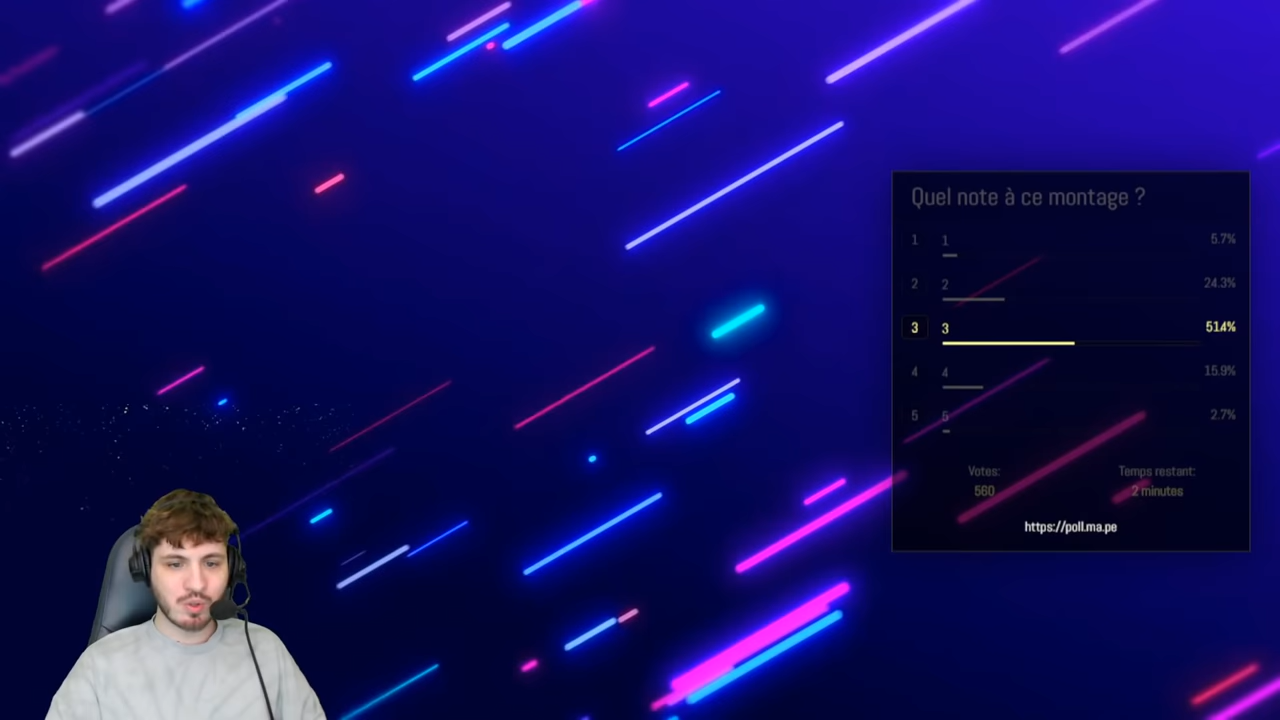 Quel note à ce montage ?
1 1 5.7%
2 2 24.3%
3 3 51.4%
4 4 15.9%
5 5 2.7%
Votes: Temps restant:
560 2 minutes
https://poll.ma.pe